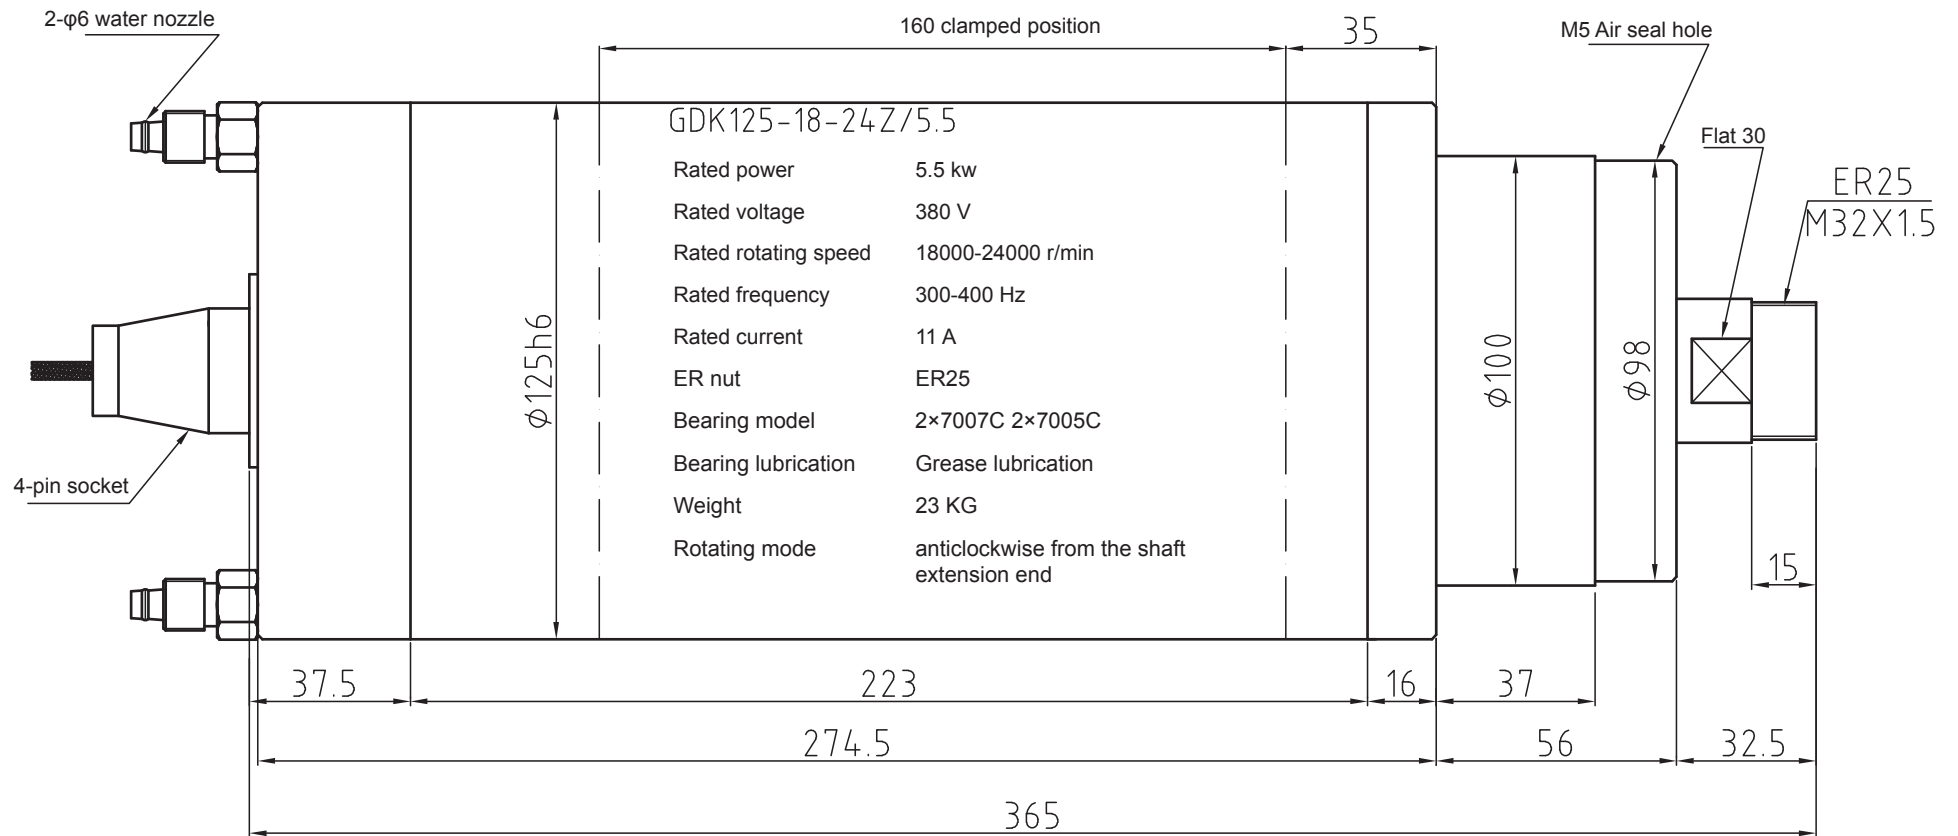 2-φ6 water nozzle
160 clamped position
35
M5 Air seal hole
GDK125-18-24Z/5.5
Flat 30
Rated power 5.5 kw
ER25
Rated voltage 380 V
M32X1.5
Rated rotating speed 18000-24000 r/min
Rated frequency 300-400 Hz
Rated current 11 A
ϕ125h6
ϕ100
ϕ98
ER nut ER25
Bearing model 2×7007C 2×7005C
Bearing lubrication Grease lubrication
4-pin socket
Weight 23 KG
Rotating mode anticlockwise from the shaft
extension end
15
37.5 223 16 37
274.5 56 32.5
365